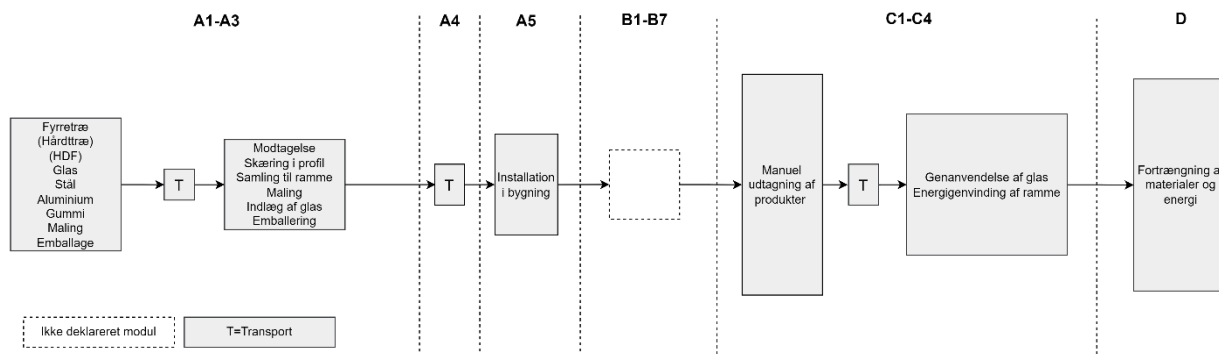 A1-A3
A4
A5
B1-B7
C1-C4
D
Fyrretræ
(Hårdttræ)
(HDF)
Glas
Stål
Aluminium
Gummi
Maling
Emballage
T
Modtagelse
Skæring i profil
Samling til ramme
Maling
Indlæg af glas
Emballering
T
Installation
i bygning
Manuel
udtagning af
produkter
T
Genanvendelse af glas
Energigenvinding af ramme
Fortrængning a
materialer og
energi
Ikke deklareret modul
T=Transport